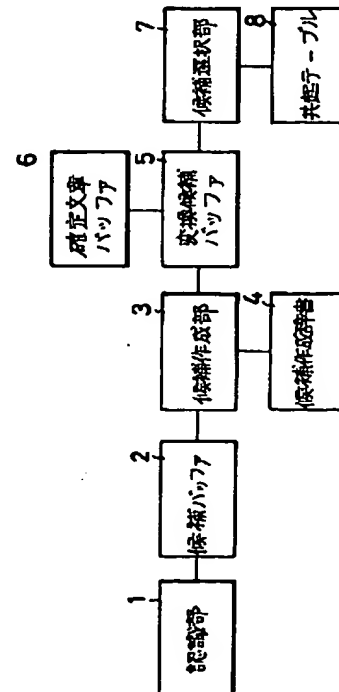 1
認識部
2
候補バッファ
3
候補作成部
4
候補作成辞書
5
変換候補
バッファ
6
確定文章
バッファ
7
候補選択部
8
共起テーブル